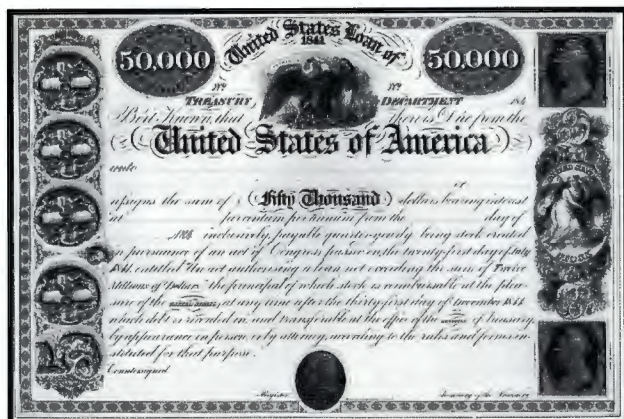 United States Loan of
1841
50,000 50,000
No No
Treasury Department 184
Be it Known, that there is Due from the
United States of America
unto
or
assigns the sum of Fifty Thousand dollars bearing interest
at per centum per annum from the day of
184 inclusively, payable quarter-yearly being stock created
in pursuance of an act of Congress passed on the twenty-first day of July
1841, entitled "An act authorising a loan not exceeding the sum of Twelve
Millions of Dollars" the principal of which stock is reimbursable at the plea-
sure of the at any time after the thirty-first day of December 1844
which debt is recorded in, and transferable at the office of the of Treasury
by appearance in person, or by attorney, according to the rules and forms in-
stituted for that purpose.
Countersigned
Register Secretary of the Treasury